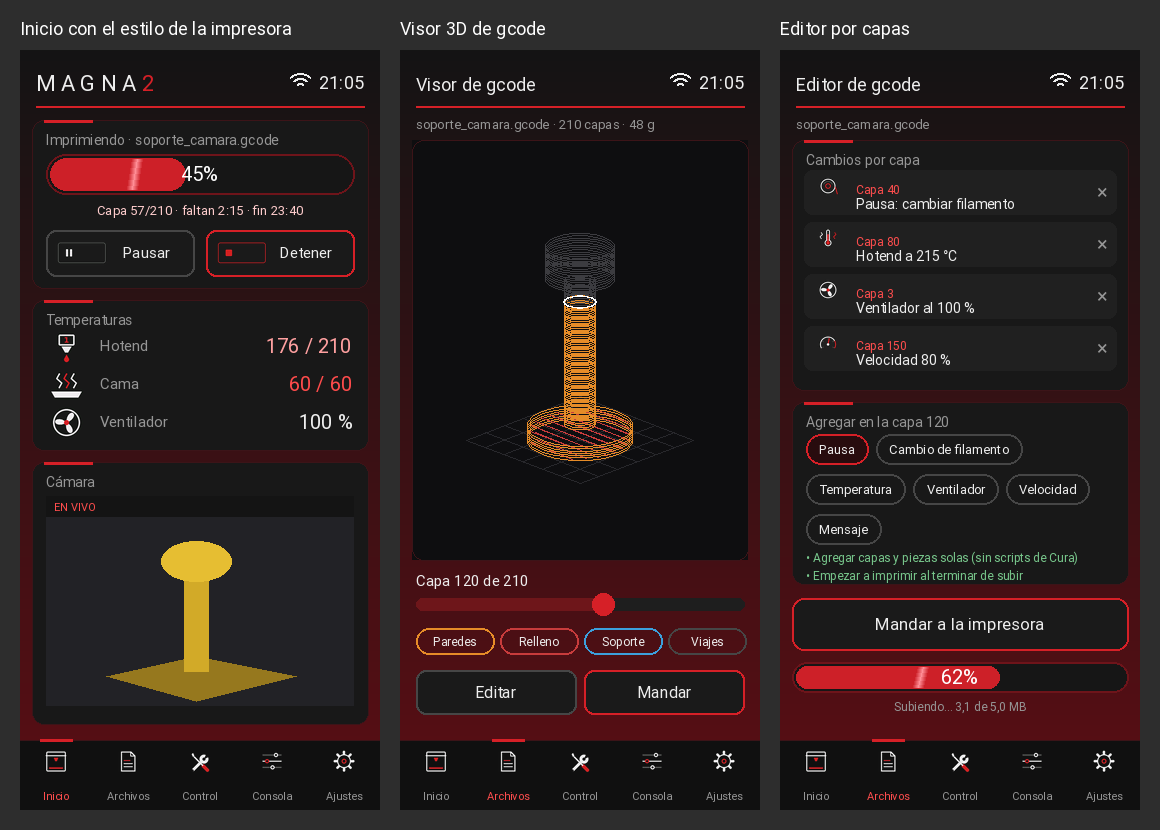 Inicio con el estilo de la impresora
MAGNA2
21:05
Imprimiendo · soporte_camara.gcode
45%
Capa 57/210 · faltan 2:15 · fin 23:40
Pausar
Detener
Temperaturas
Hotend
176 / 210
Cama
60 / 60
Ventilador
100 %
Cámara
EN VIVO
Inicio
Archivos
Control
Consola
Ajustes
Visor 3D de gcode
Visor de gcode
21:05
soporte_camara.gcode · 210 capas · 48 g
Capa 120 de 210
Paredes
Relleno
Soporte
Viajes
Editar
Mandar
Inicio
Archivos
Control
Consola
Ajustes
Editor por capas
Editor de gcode
21:05
soporte_camara.gcode
Cambios por capa
Capa 40
Pausa: cambiar filamento
×
Capa 80
Hotend a 215 °C
×
Capa 3
Ventilador al 100 %
×
Capa 150
Velocidad 80 %
×
Agregar en la capa 120
Pausa
Cambio de filamento
Temperatura
Ventilador
Velocidad
Mensaje
• Agregar capas y piezas solas (sin scripts de Cura)
• Empezar a imprimir al terminar de subir
Mandar a la impresora
62%
Subiendo... 3,1 de 5,0 MB
Inicio
Archivos
Control
Consola
Ajustes